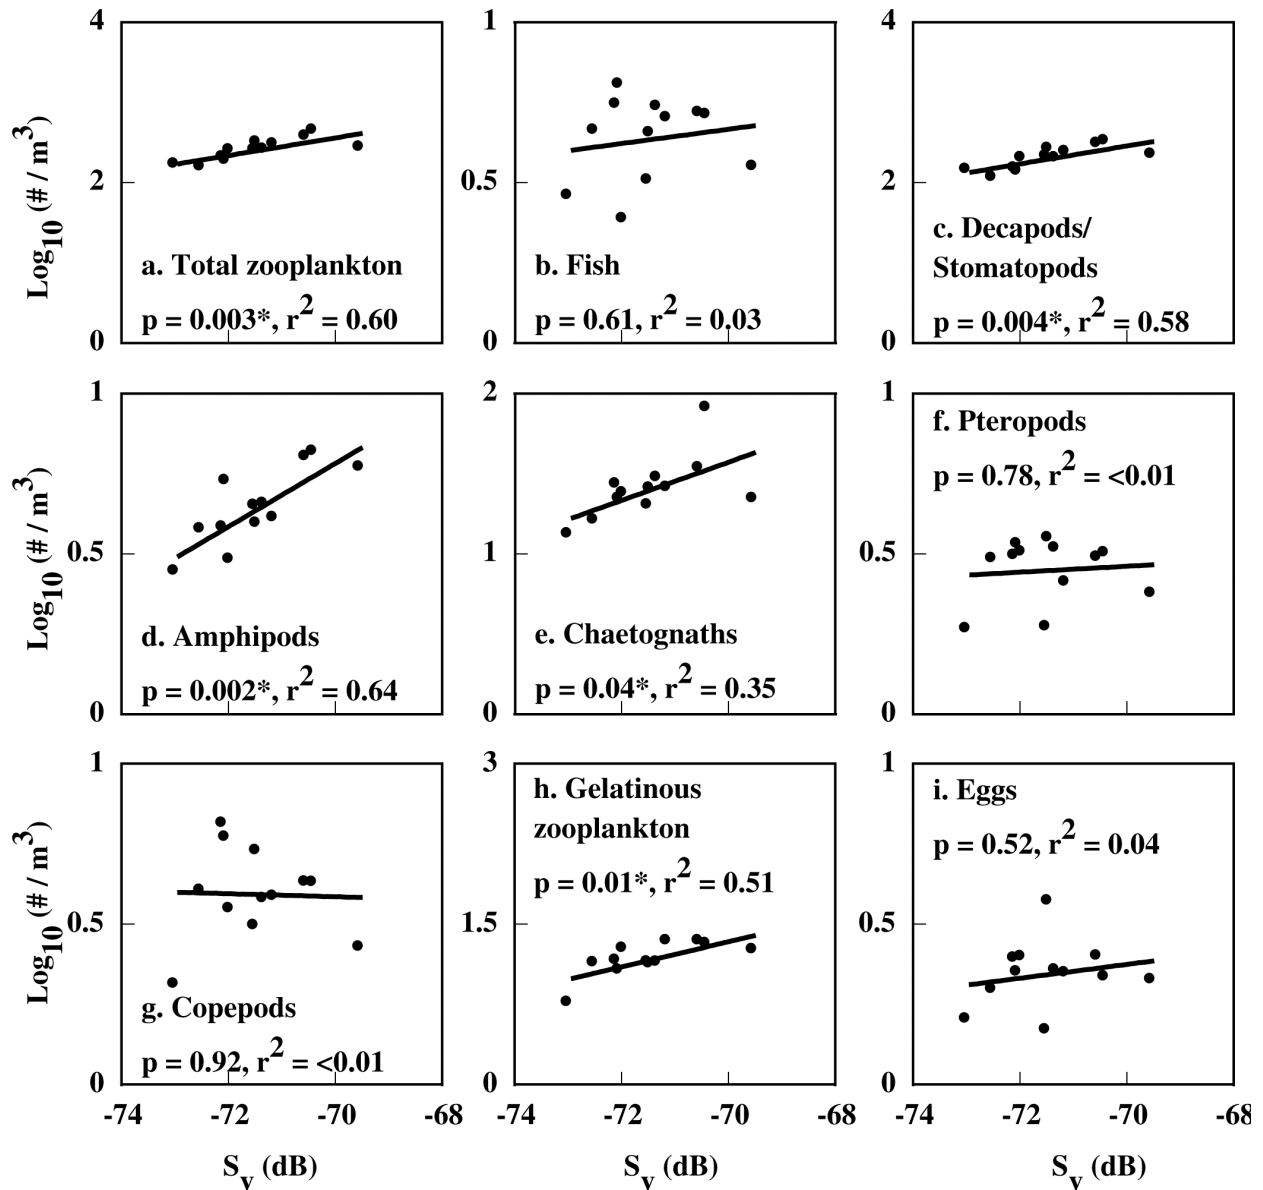 4
2
0
Log10 (# / m3)
a. Total zooplankton
p = 0.003*, r2 = 0.60
1
0.5
0
b. Fish
p = 0.61, r2 = 0.03
4
2
0
c. Decapods/
Stomatopods
p = 0.004*, r2 = 0.58
1
0.5
0
Log10 (# / m3)
d. Amphipods
p = 0.002*, r2 = 0.64
2
1
0
e. Chaetognaths
p = 0.04*, r2 = 0.35
1
0.5
0
f. Pteropods
p = 0.78, r2 = <0.01
1
0.5
0
Log10 (# / m3)
g. Copepods
p = 0.92, r2 = <0.01
-74 -72 -70 -68
Sv (dB)
3
1.5
0
h. Gelatinous
zooplankton
p = 0.01*, r2 = 0.51
-74 -72 -70 -68
Sv (dB)
1
0.5
0
i. Eggs
p = 0.52, r2 = 0.04
-74 -72 -70 -68
Sv (dB)